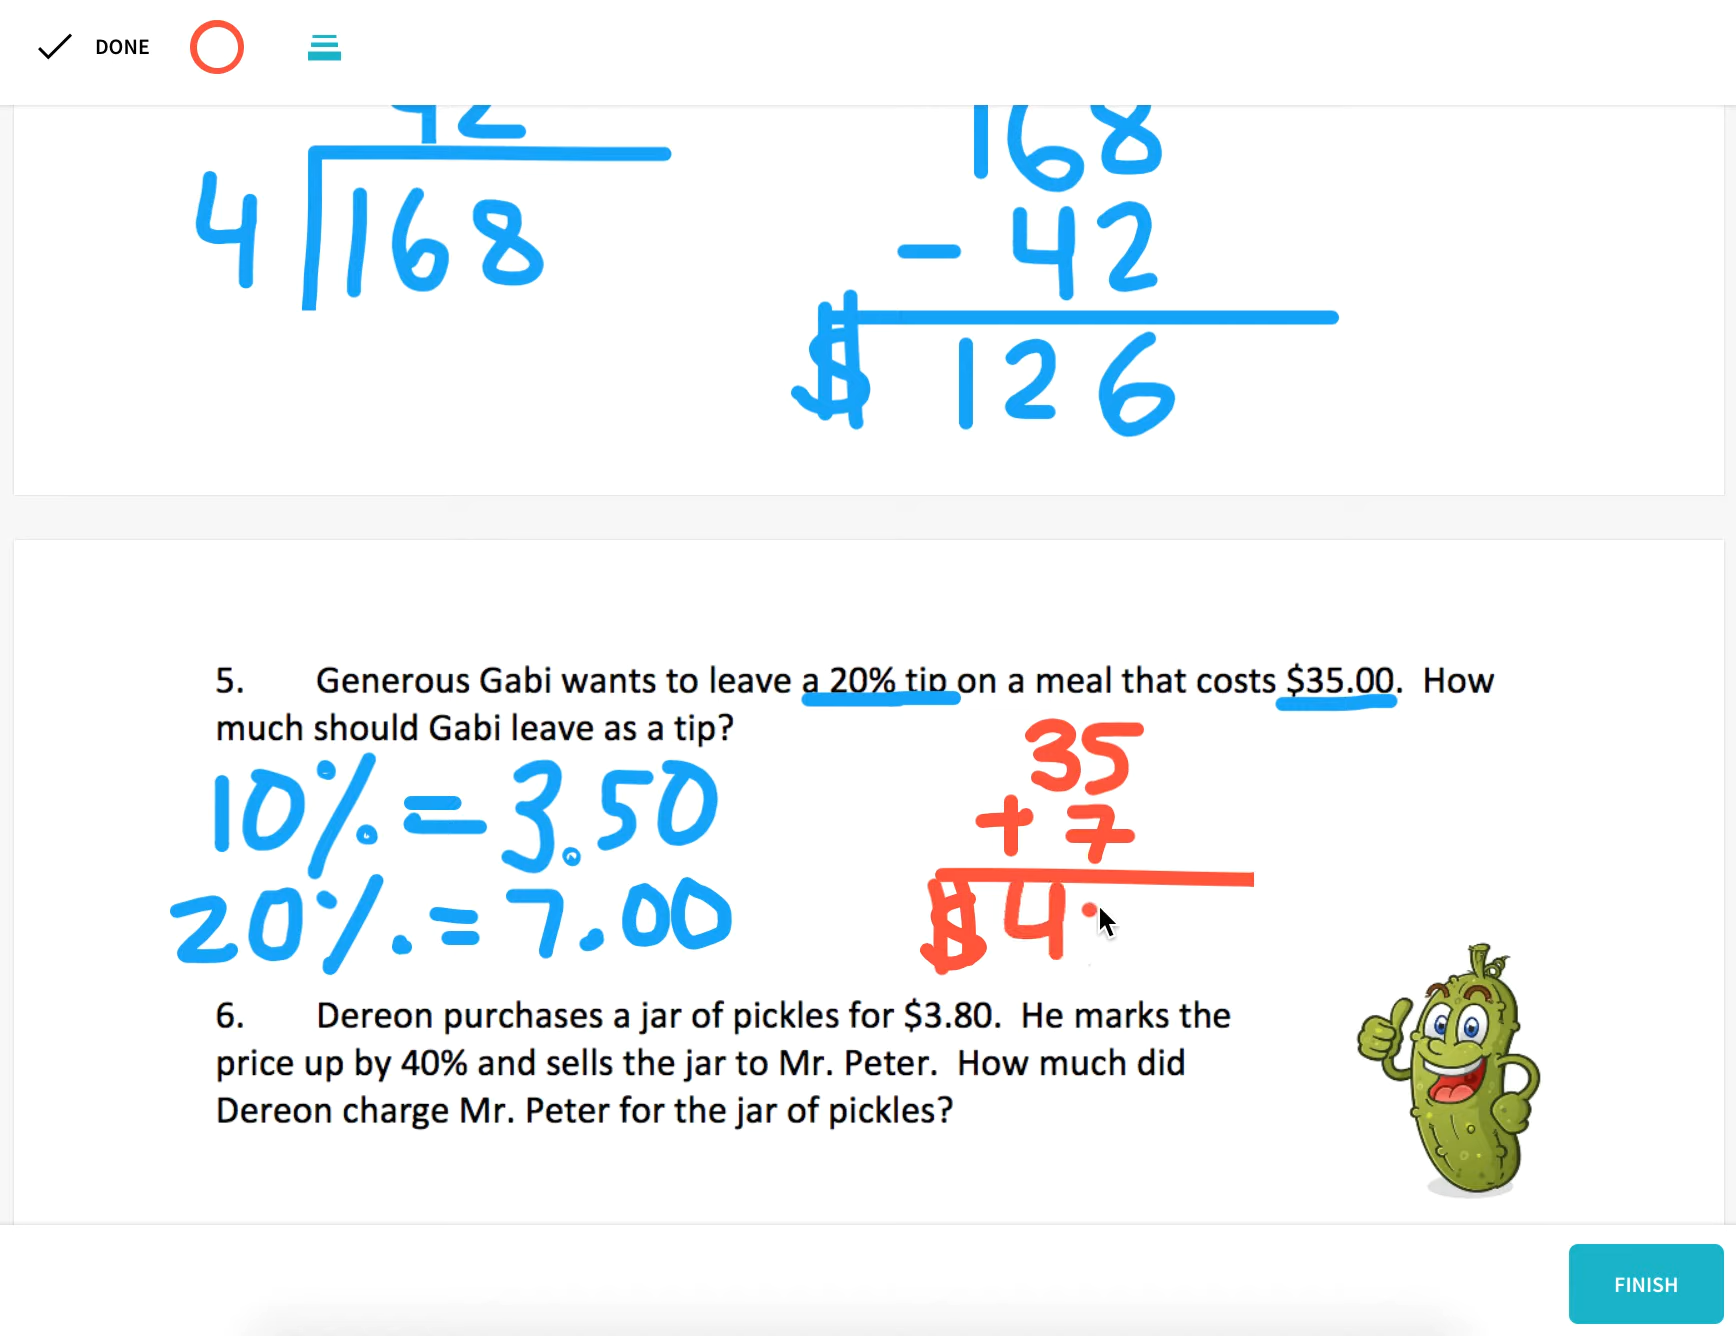 DONE
42
4 168
168
- 42
$ 126
5. Generous Gabi wants to leave a 20% tip on a meal that costs $35.00. How
much should Gabi leave as a tip?
10% = 3.50
20% = 7.00
35
+ 7
$4
6. Dereon purchases a jar of pickles for $3.80. He marks the
price up by 40% and sells the jar to Mr. Peter. How much did
Dereon charge Mr. Peter for the jar of pickles?
FINISH